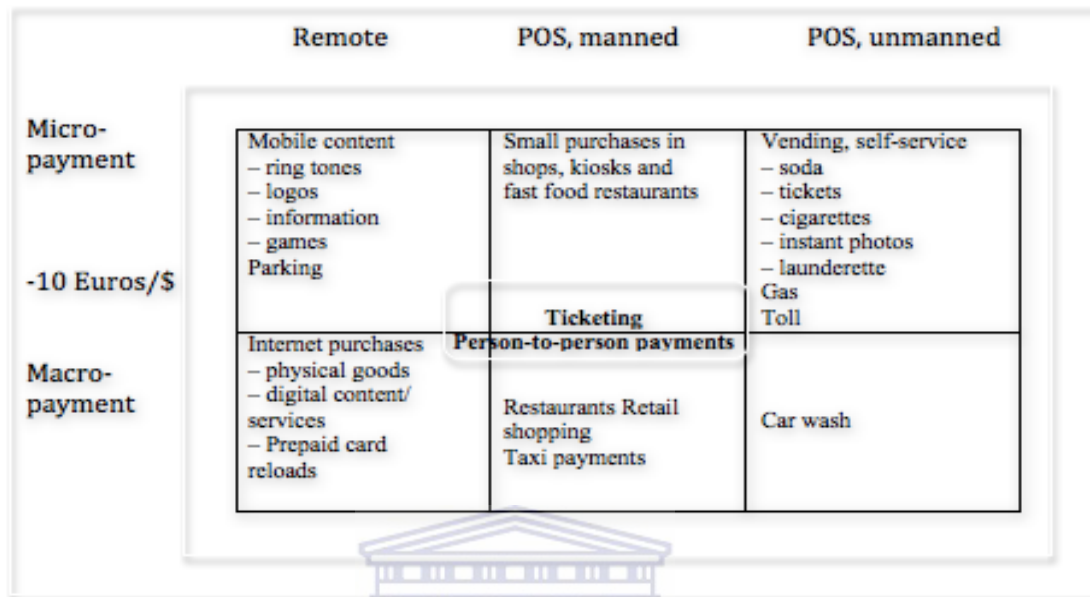 Remote POS, manned POS, unmanned
Micro-
payment
-10 Euros/$
Macro-
payment
Mobile content
– ring tones
– logos
– information
– games
Parking
Small purchases in
shops, kiosks and
fast food restaurants
Vending, self-service
– soda
– tickets
– cigarettes
– instant photos
– launderette
Gas
Toll
Ticketing
Person-to-person payments
Internet purchases
– physical goods
– digital content/
services
– Prepaid card
reloads
Restaurants Retail
shopping
Taxi payments
Car wash